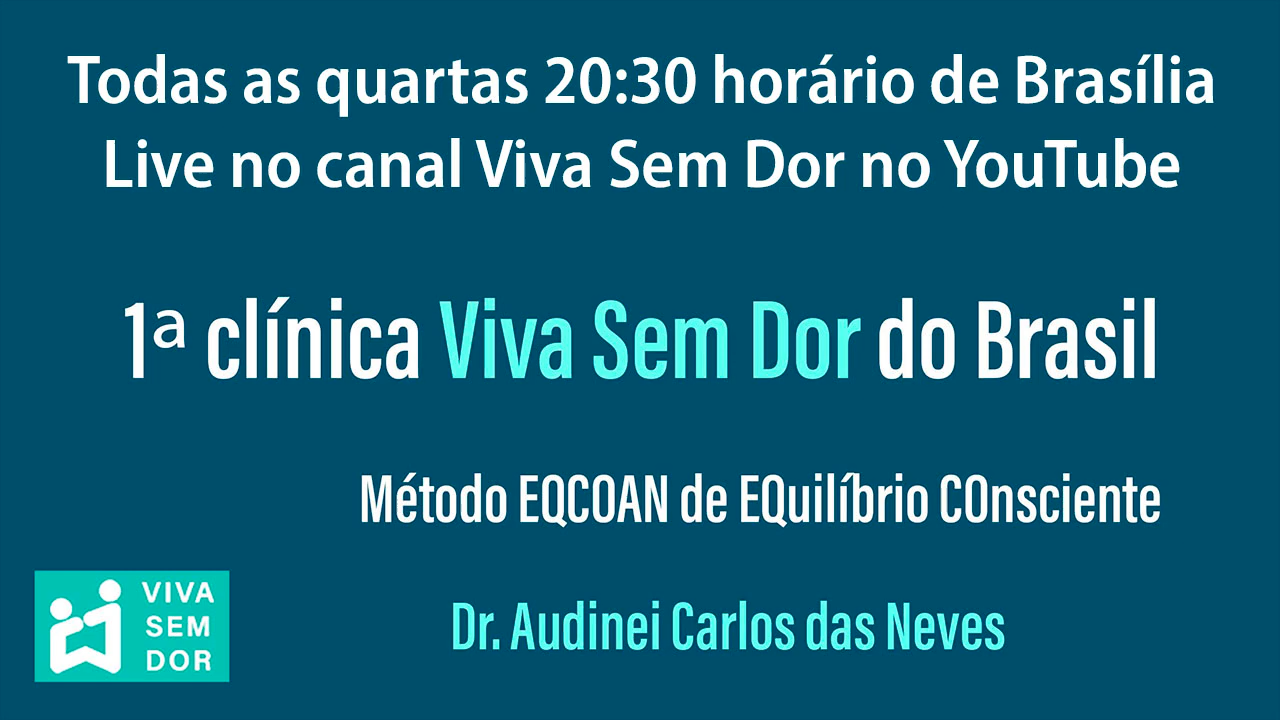 Todas as quartas 20:30 horário de Brasília
Live no canal Viva Sem Dor no YouTube
1ª clínica Viva Sem Dor do Brasil
Método EQCOAN de EQuilíbrio COnsciente
VIVA
SEM
DOR
Dr. Audinei Carlos das Neves